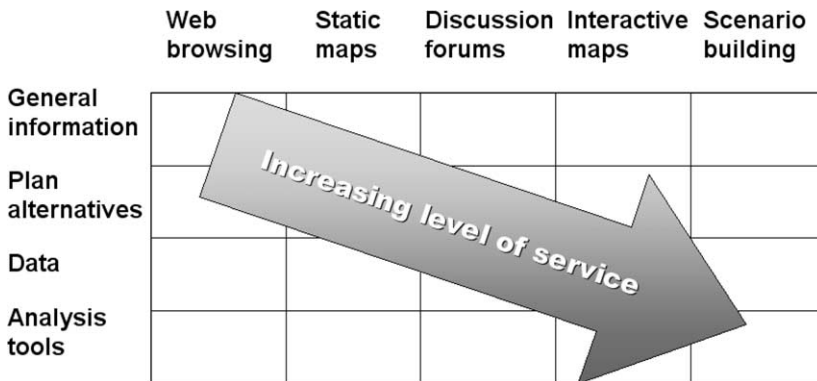 Web Static Discussion Interactive Scenario
browsing maps forums maps building
General
information
Plan
alternatives
Data
Analysis
tools
Increasing level of service